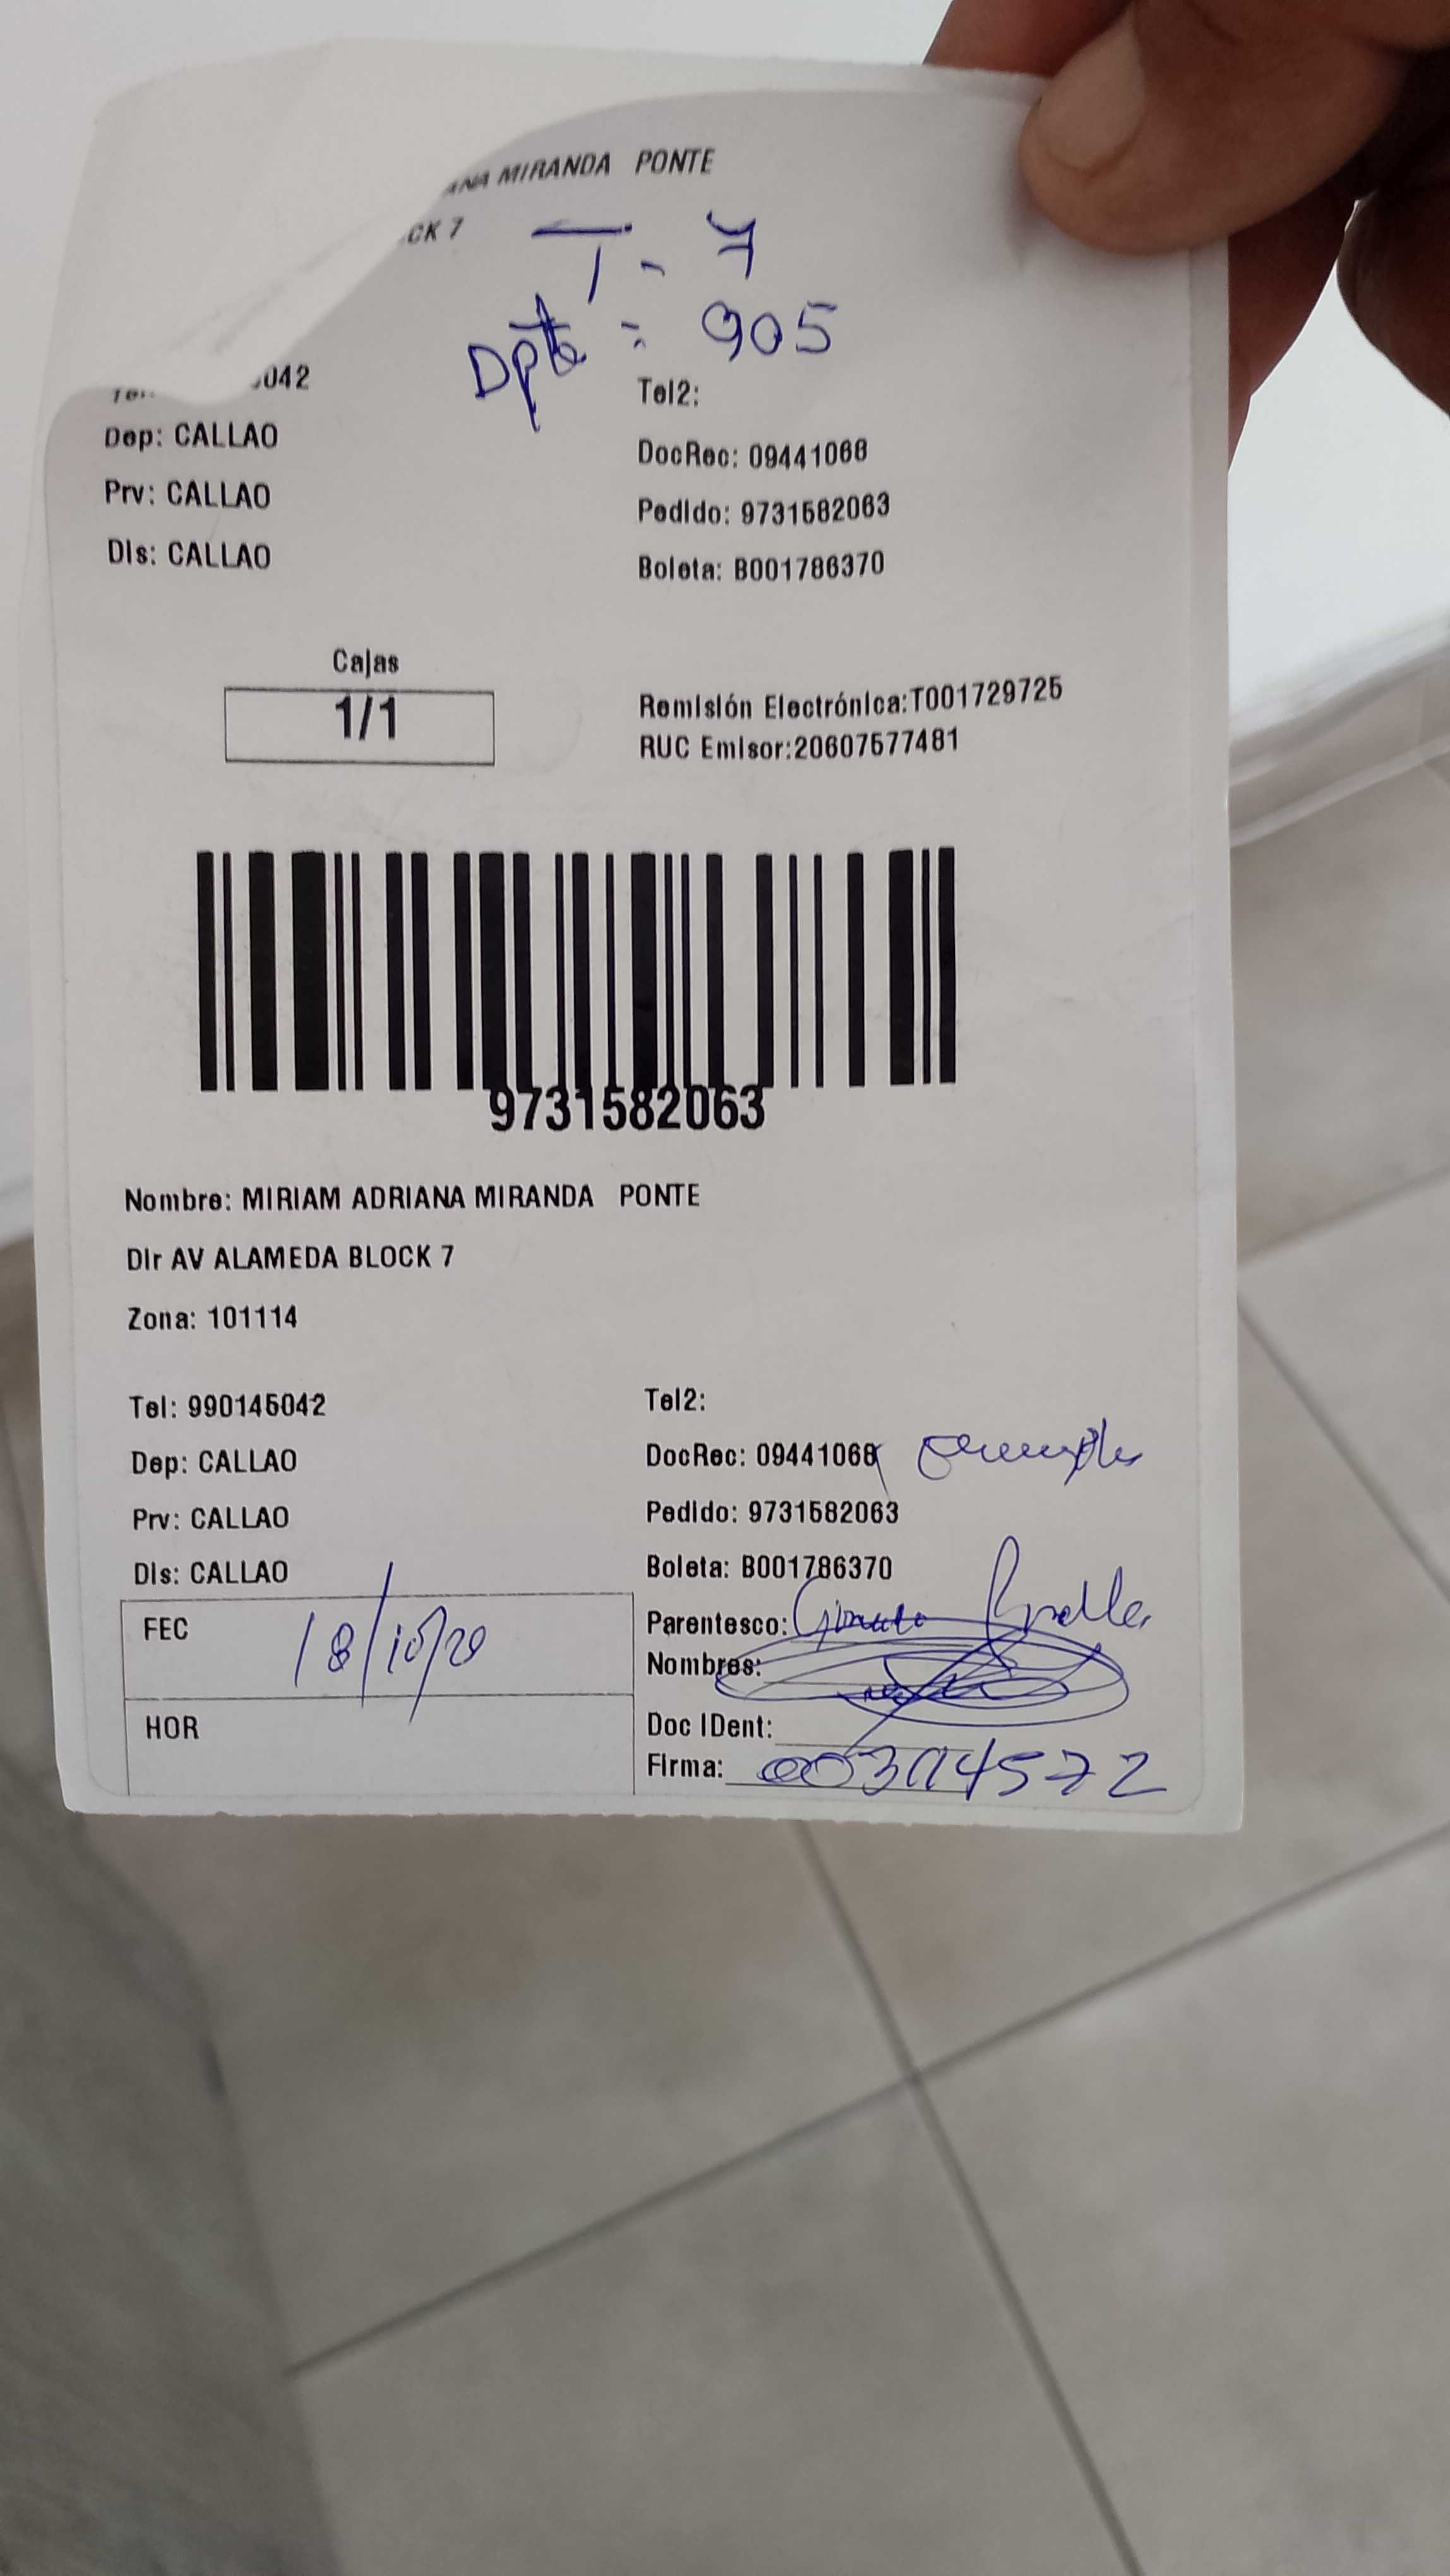 MIRANDA PONTE
CK 7
T - 7
Dpto: 905
042
Tel2:
Dep: CALLAO
DocRec: 09441068
Prv: CALLAO
Pedido: 9731582063
Dis: CALLAO
Boleta: B001786370
Cajas
1/1
Remisión Electrónica:T001729725
RUC Emisor:20607577481
9731582063
Nombre: MIRIAM ADRIANA MIRANDA PONTE
Dir AV ALAMEDA BLOCK 7
Zona: 101114
Tel: 990145042
Tel2:
Dep: CALLAO
DocRec: 09441068
Prv: CALLAO
Pedido: 9731582063
Dis: CALLAO
Boleta: B001786370
FEC
18/10/20
Parentesco:
Nombres:
HOR
Doc IDent:
Firma: